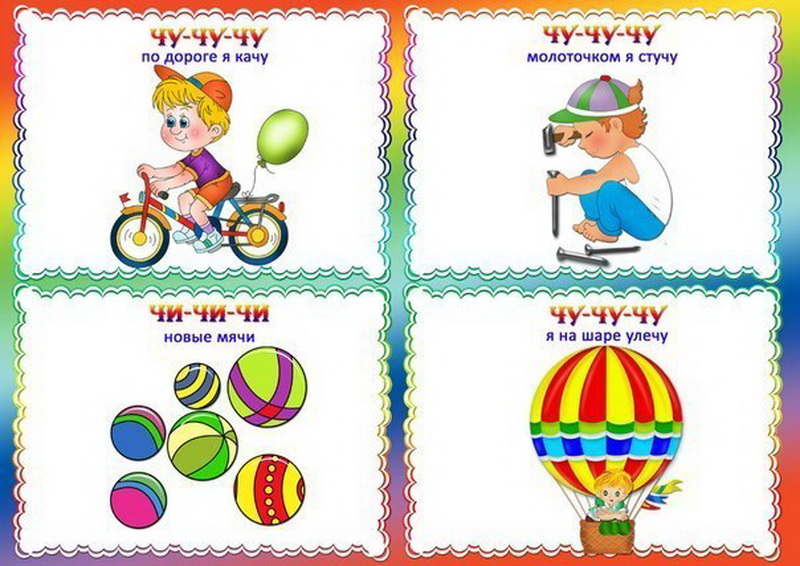 ЧУ-ЧУ-ЧУ
по дороге я качу
ЧУ-ЧУ-ЧУ
молоточком я стучу
ЧИ-ЧИ-ЧИ
новые мячи
ЧУ-ЧУ-ЧУ
я на шаре улечу